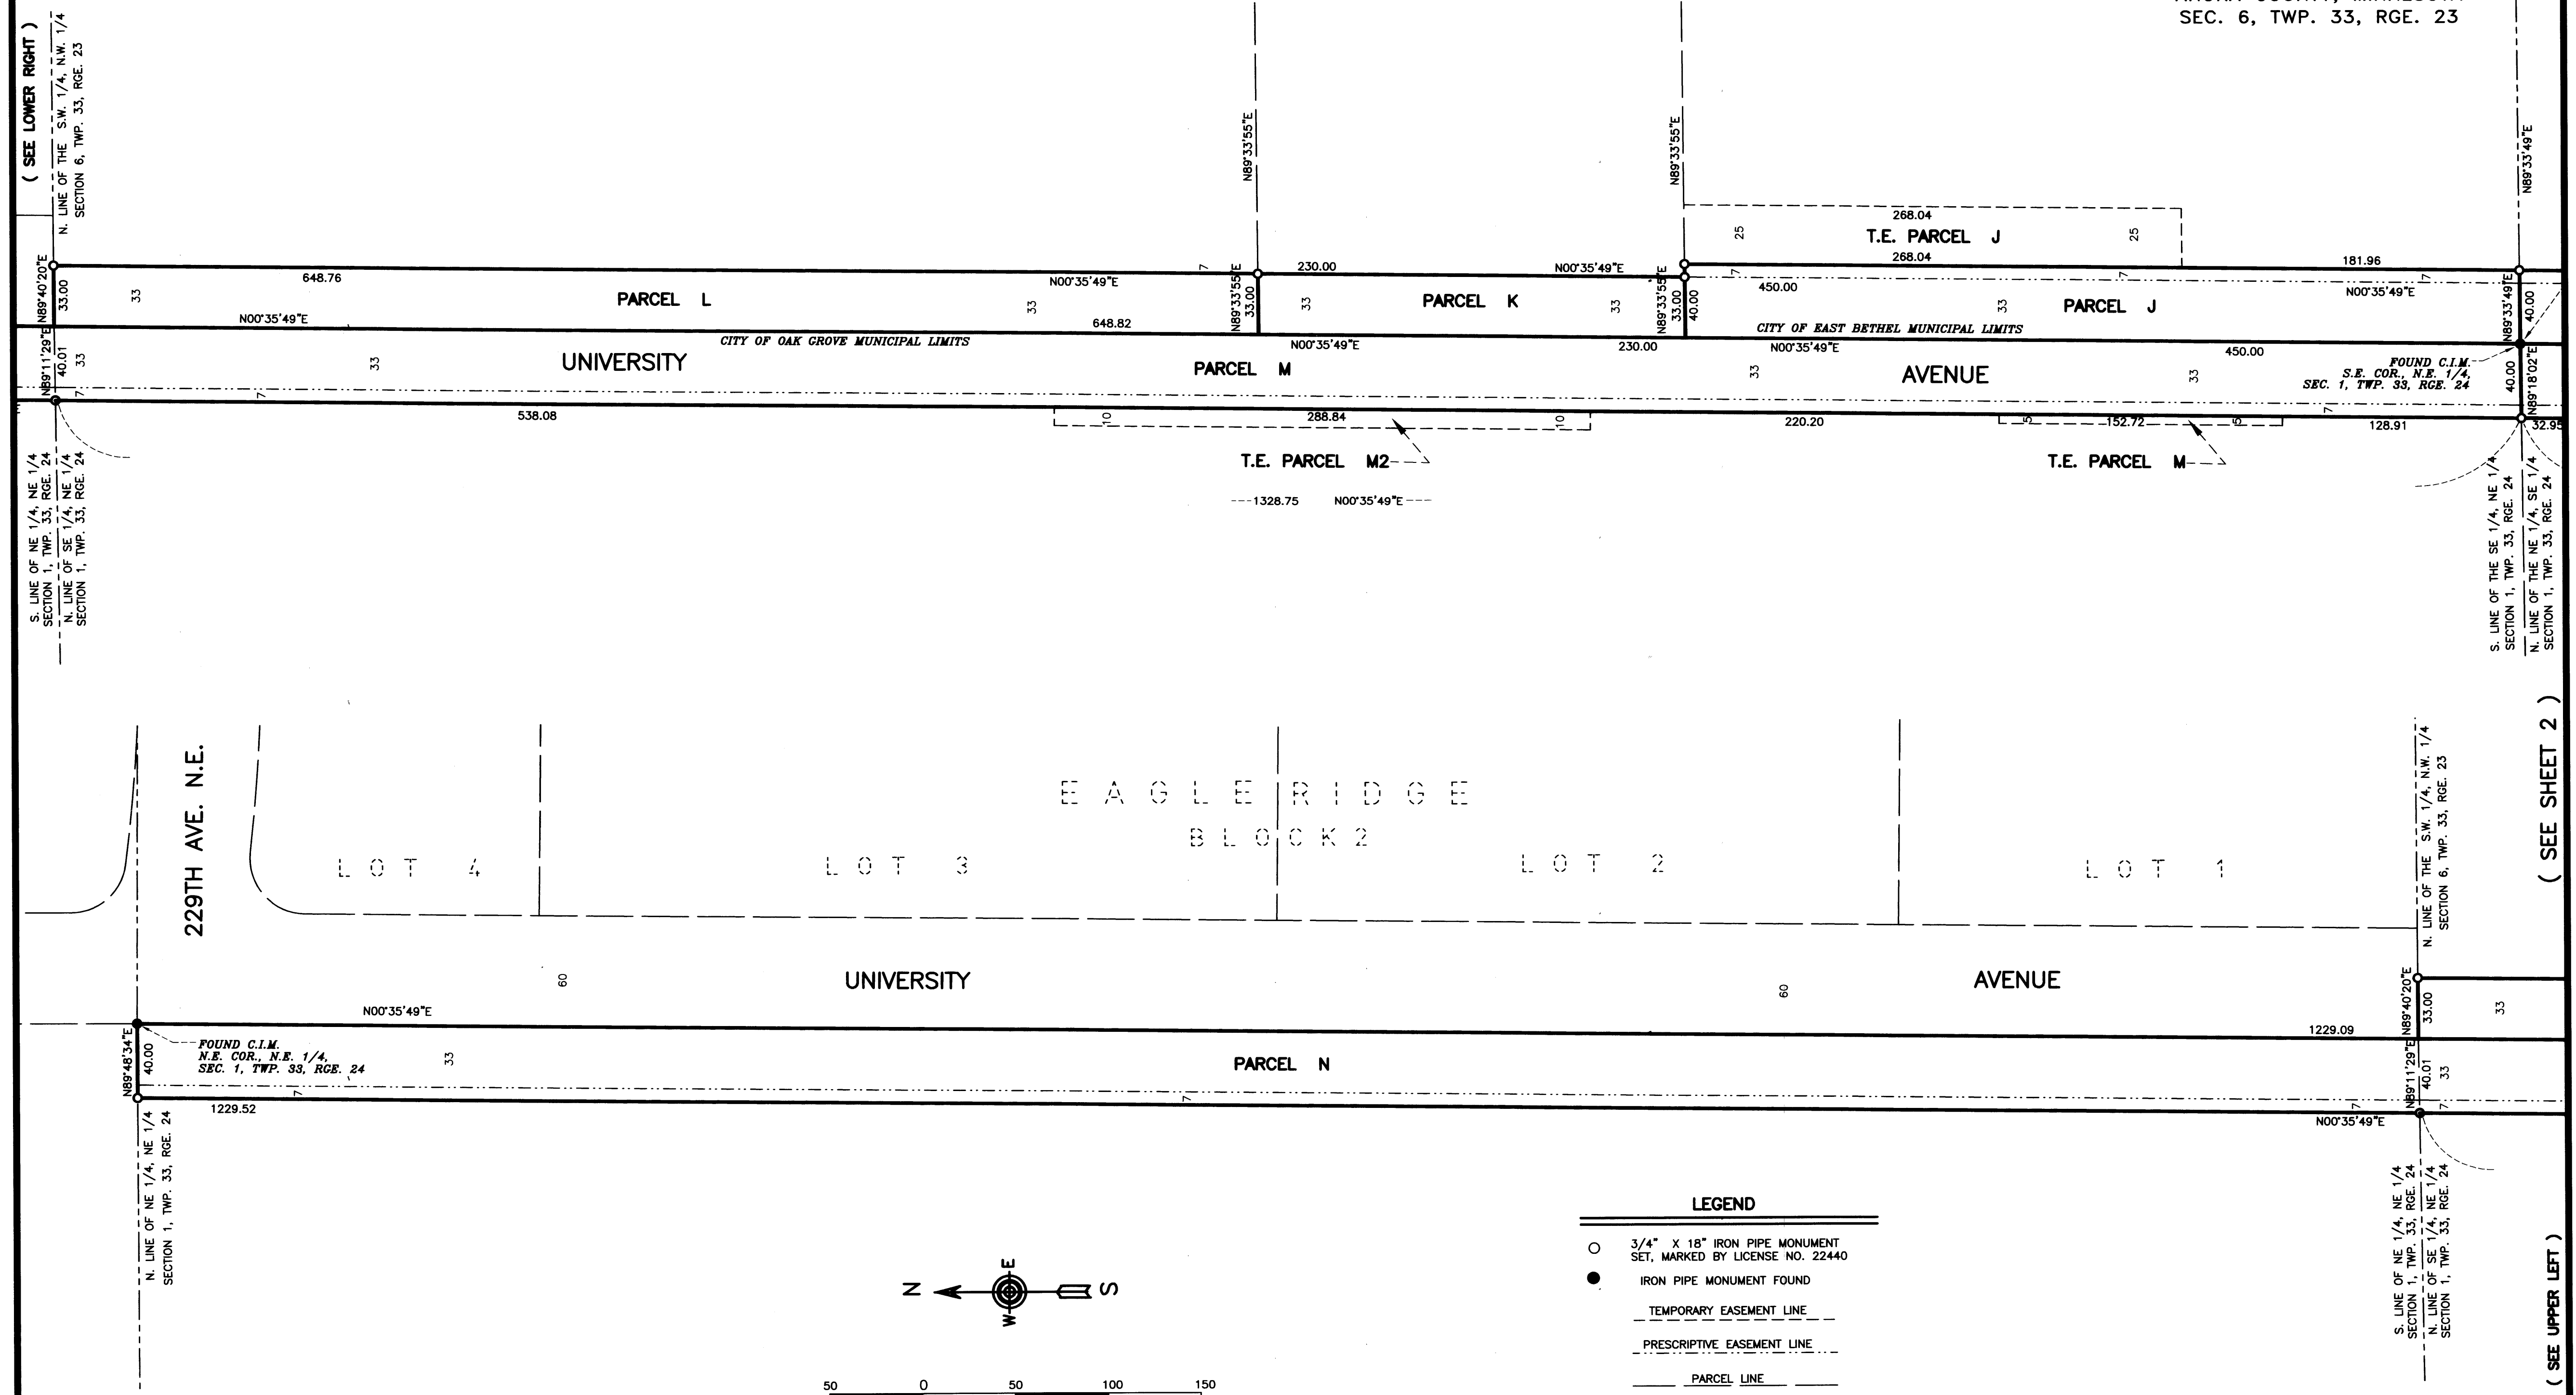 SEC. 6, TWP. 33, RGE. 23
( SEE LOWER RIGHT )
N. LINE OF THE S.W. 1/4, N.W. 1/4
SECTION 6, TWP. 33, RGE. 23
N89°33'55"E
N89°33'55"E
N89°33'49"E
268.04
25
T.E. PARCEL J
25
N89°40'20"E
33.00
33
648.76
PARCEL L
33
N00°35'49"E
7
N89°33'55"E
33.00
230.00
33
PARCEL K
N00°35'49"E
33
N89°33'55"E
33.00
40.00
268.04
7
450.00
33
7
PARCEL J
181.96
N00°35'49"E
7
N89°33'49"E
40.00
N00°35'49"E
648.82
CITY OF OAK GROVE MUNICIPAL LIMITS
N00°35'49"E
230.00
CITY OF EAST BETHEL MUNICIPAL LIMITS
N00°35'49"E
450.00
N89°11'29"E
40.01
33
7
7
33
UNIVERSITY
PARCEL M
33
AVENUE
33
FOUND C.I.M.
S.E. COR., N.E. 1/4,
SEC. 1, TWP. 33, RGE. 24
40.00
N89°18'02"E
538.08
10
288.84
10
220.20
5
152.72
5
7
128.91
32.95
T.E. PARCEL M2
T.E. PARCEL M
1328.75 N00°35'49"E
S. LINE OF NE 1/4, NE 1/4
SECTION 1, TWP. 33, RGE. 24
N. LINE OF SE 1/4, NE 1/4
SECTION 1, TWP. 33, RGE. 24
S. LINE OF THE SE 1/4, NE 1/4
SECTION 1, TWP. 33, RGE. 24
N. LINE OF THE NE 1/4, SE 1/4
SECTION 1, TWP. 33, RGE. 24
( SEE SHEET 2 )
229TH AVE. N.E.
EAGLE RIDGE
BLOCK 2
LOT 4
LOT 3
LOT 2
LOT 1
N. LINE OF THE S.W. 1/4, N.W. 1/4
SECTION 6, TWP. 33, RGE. 23
60
UNIVERSITY
60
AVENUE
N89°40'20"E
33.00
33
N00°35'49"E
1229.09
N89°48'34"E
40.00
FOUND C.I.M.
N.E. COR., N.E. 1/4,
SEC. 1, TWP. 33, RGE. 24
33
PARCEL N
N89°11'29"E
40.01
33
7
7
7
7
1229.52
N00°35'49"E
N. LINE OF NE 1/4, NE 1/4
SECTION 1, TWP. 33, RGE. 24
S. LINE OF NE 1/4, NE 1/4
SECTION 1, TWP. 33, RGE. 24
N. LINE OF SE 1/4, NE 1/4
SECTION 1, TWP. 33, RGE. 24
( SEE UPPER LEFT )
N
E
S
W
LEGEND
3/4" X 18" IRON PIPE MONUMENT
SET, MARKED BY LICENSE NO. 22440
IRON PIPE MONUMENT FOUND
TEMPORARY EASEMENT LINE
PRESCRIPTIVE EASEMENT LINE
PARCEL LINE
50 0 50 100 150